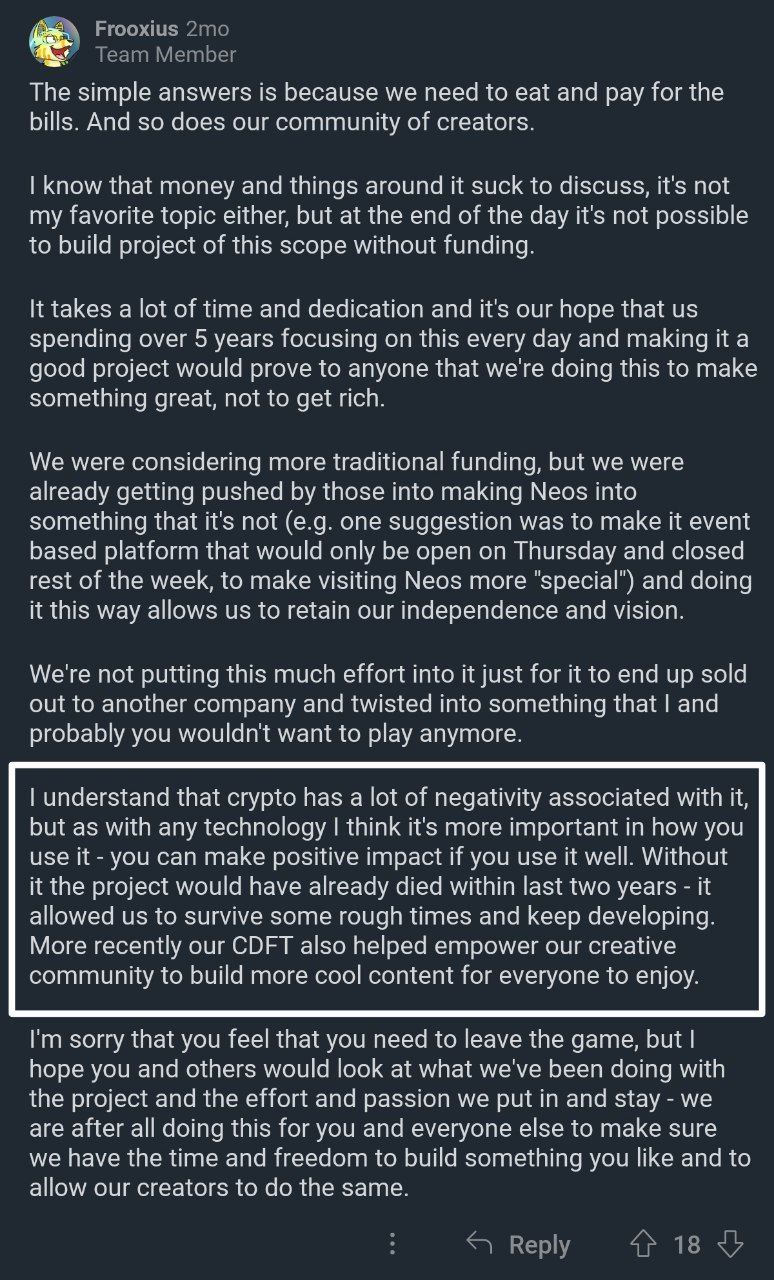 Frooxius 2mo
Team Member
The simple answers is because we need to eat and pay for the
bills. And so does our community of creators.
I know that money and things around it suck to discuss, it's not
my favorite topic either, but at the end of the day it's not possible
to build project of this scope without funding.
It takes a lot of time and dedication and it's our hope that us
spending over 5 years focusing on this every day and making it a
good project would prove to anyone that we're doing this to make
something great, not to get rich.
We were considering more traditional funding, but we were
already getting pushed by those into making Neos into
something that it's not (e.g. one suggestion was to make it event
based platform that would only be open on Thursday and closed
rest of the week, to make visiting Neos more "special") and doing
it this way allows us to retain our independence and vision.
We're not putting this much effort into it just for it to end up sold
out to another company and twisted into something that I and
probably you wouldn't want to play anymore.
I understand that crypto has a lot of negativity associated with it,
but as with any technology I think it's more important in how you
use it - you can make positive impact if you use it well. Without
it the project would have already died within last two years - it
allowed us to survive some rough times and keep developing.
More recently our CDFT also helped empower our creative
community to build more cool content for everyone to enjoy.
I'm sorry that you feel that you need to leave the game, but I
hope you and others would look at what we've been doing with
the project and the effort and passion we put in and stay - we
are after all doing this for you and everyone else to make sure
we have the time and freedom to build something you like and to
allow our creators to do the same.
Reply 18